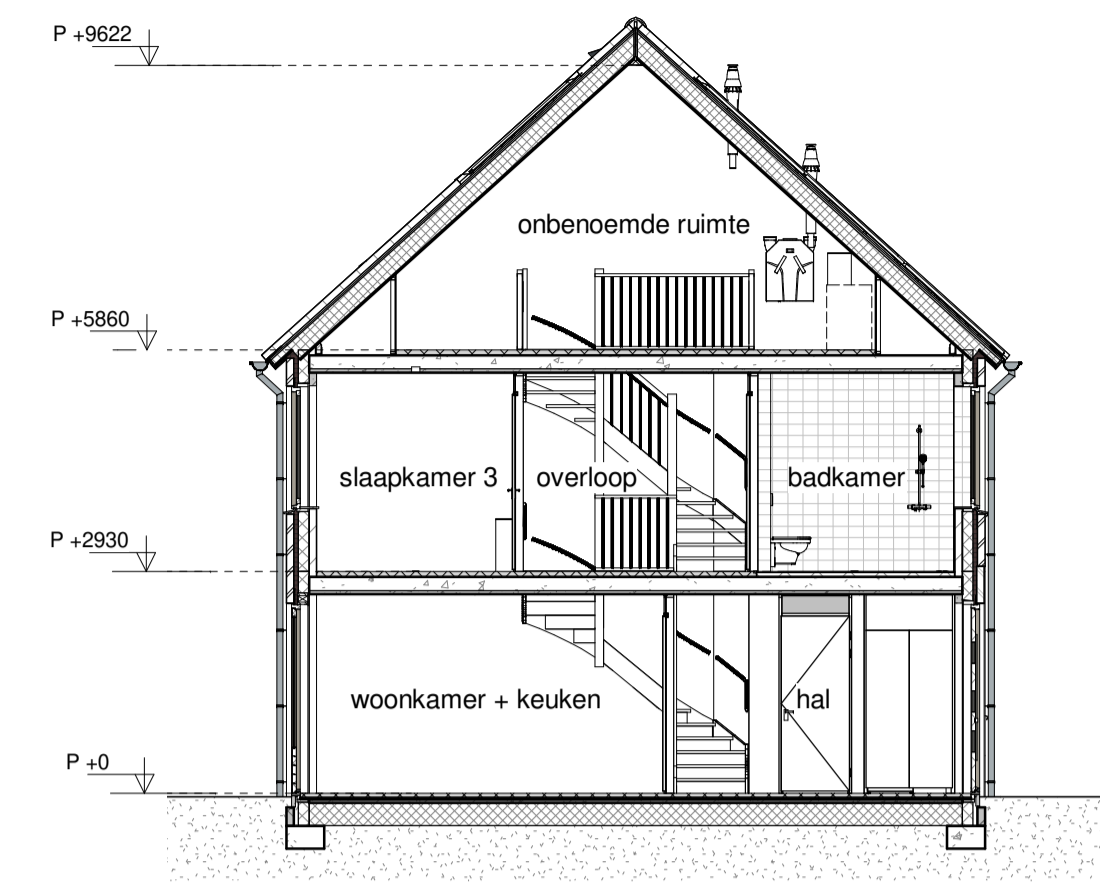 P +9622
onbenoemde ruimte
P +5860
slaapkamer 3
overloop
badkamer
P +2930
woonkamer + keuken
hal
P +0